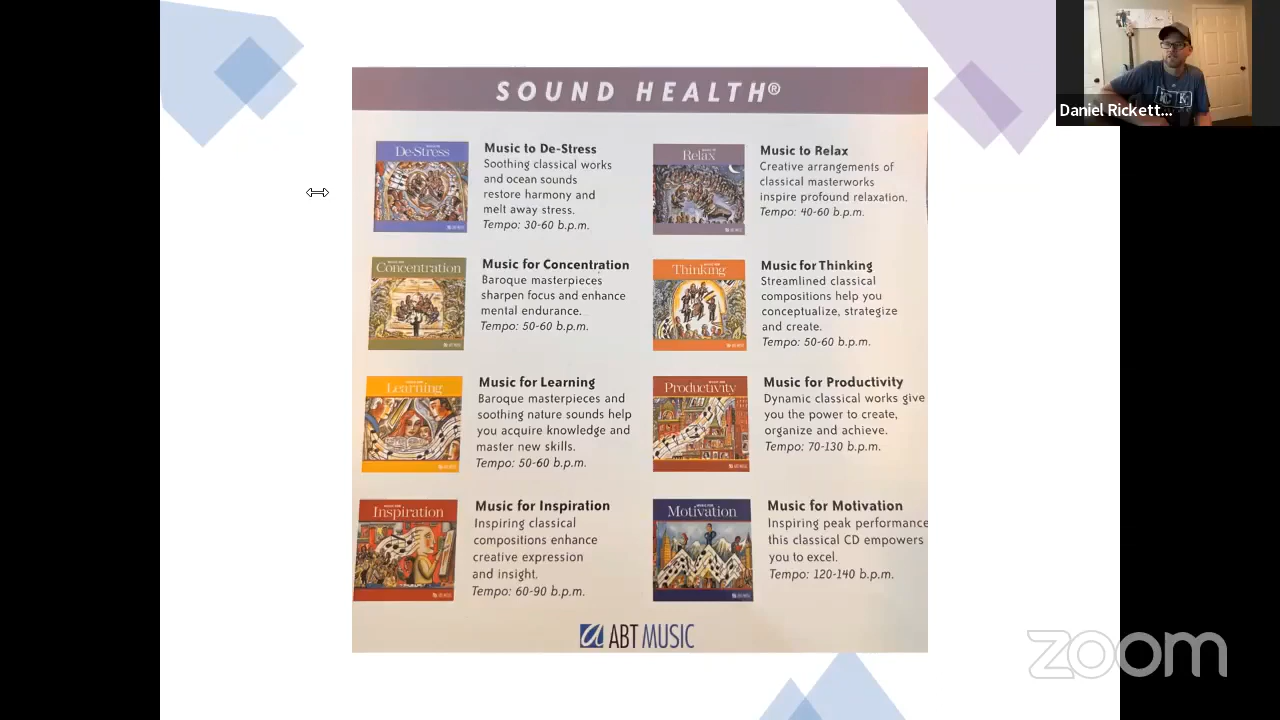 SOUND HEALTH®
De-Stress
Music to De-Stress
Soothing classical works
and ocean sounds
restore harmony and
melt away stress.
Tempo: 30-60 b.p.m.
Relax
Music to Relax
Creative arrangements of
classical masterworks
inspire profound relaxation.
Tempo: 40-60 b.p.m.
Concentration
Music for Concentration
Baroque masterpieces
sharpen focus and enhance
mental endurance.
Tempo: 50-60 b.p.m.
Thinking
Music for Thinking
Streamlined classical
compositions help you
conceptualize, strategize
and create.
Tempo: 50-60 b.p.m.
Learning
Music for Learning
Baroque masterpieces and
soothing nature sounds help
you acquire knowledge and
master new skills.
Tempo: 50-60 b.p.m.
Productivity
Music for Productivity
Dynamic classical works give
you the power to create,
organize and achieve.
Tempo: 70-130 b.p.m.
Inspiration
Music for Inspiration
Inspiring classical
compositions enhance
creative expression
and insight.
Tempo: 60-90 b.p.m.
Motivation
Music for Motivation
Inspiring peak performance
this classical CD empowers
you to excel.
Tempo: 120-140 b.p.m.
ABT MUSIC
Daniel Rickett...
zoom